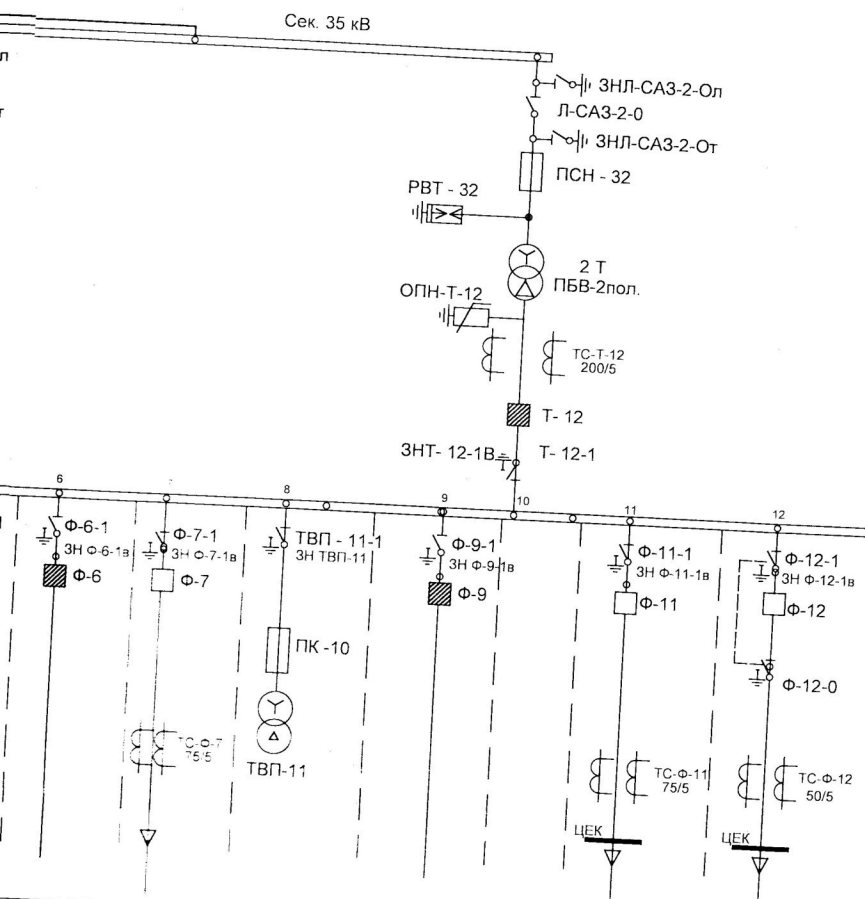 Сек. 35 кВ
л
т
ЗНЛ-САЗ-2-Ол
Л-САЗ-2-0
ЗНЛ-САЗ-2-От
ПСН - 32
РВТ - 32
2 Т
ПБВ-2пол.
ОПН-Т-12
ТС-Т-12
200/5
Т- 12
ЗНТ- 12-1В
Т- 12-1
6
8
9
10
11
12
Ф-6-1
ЗН Ф-6-1в
Ф-6
Ф-7-1
ЗН Ф-7-1в
Ф-7
ТВП - 11-1
ЗН ТВП-11
Ф-9-1
ЗН Ф-9-1в
Ф-9
Ф-11-1
ЗН Ф-11-1в
Ф-11
Ф-12-1
ЗН Ф-12-1в
Ф-12
ПК -10
Ф-12-0
ТС-Ф-7
75/5
ТВП-11
ТС-Ф-11
75/5
ТС-Ф-12
50/5
ЦЕК
ЦЕК